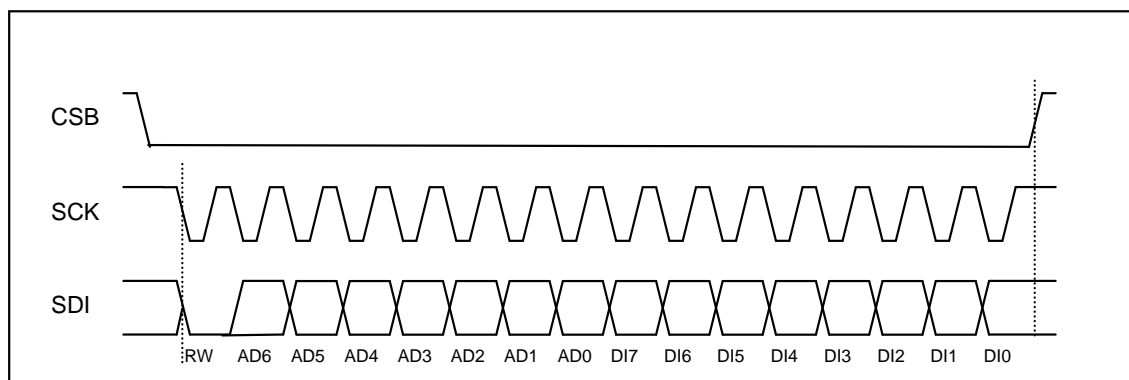 CSB
SCK
SDI
RW AD6 AD5 AD4 AD3 AD2 AD1 AD0 DI7 DI6 DI5 DI4 DI3 DI2 DI1 DI0